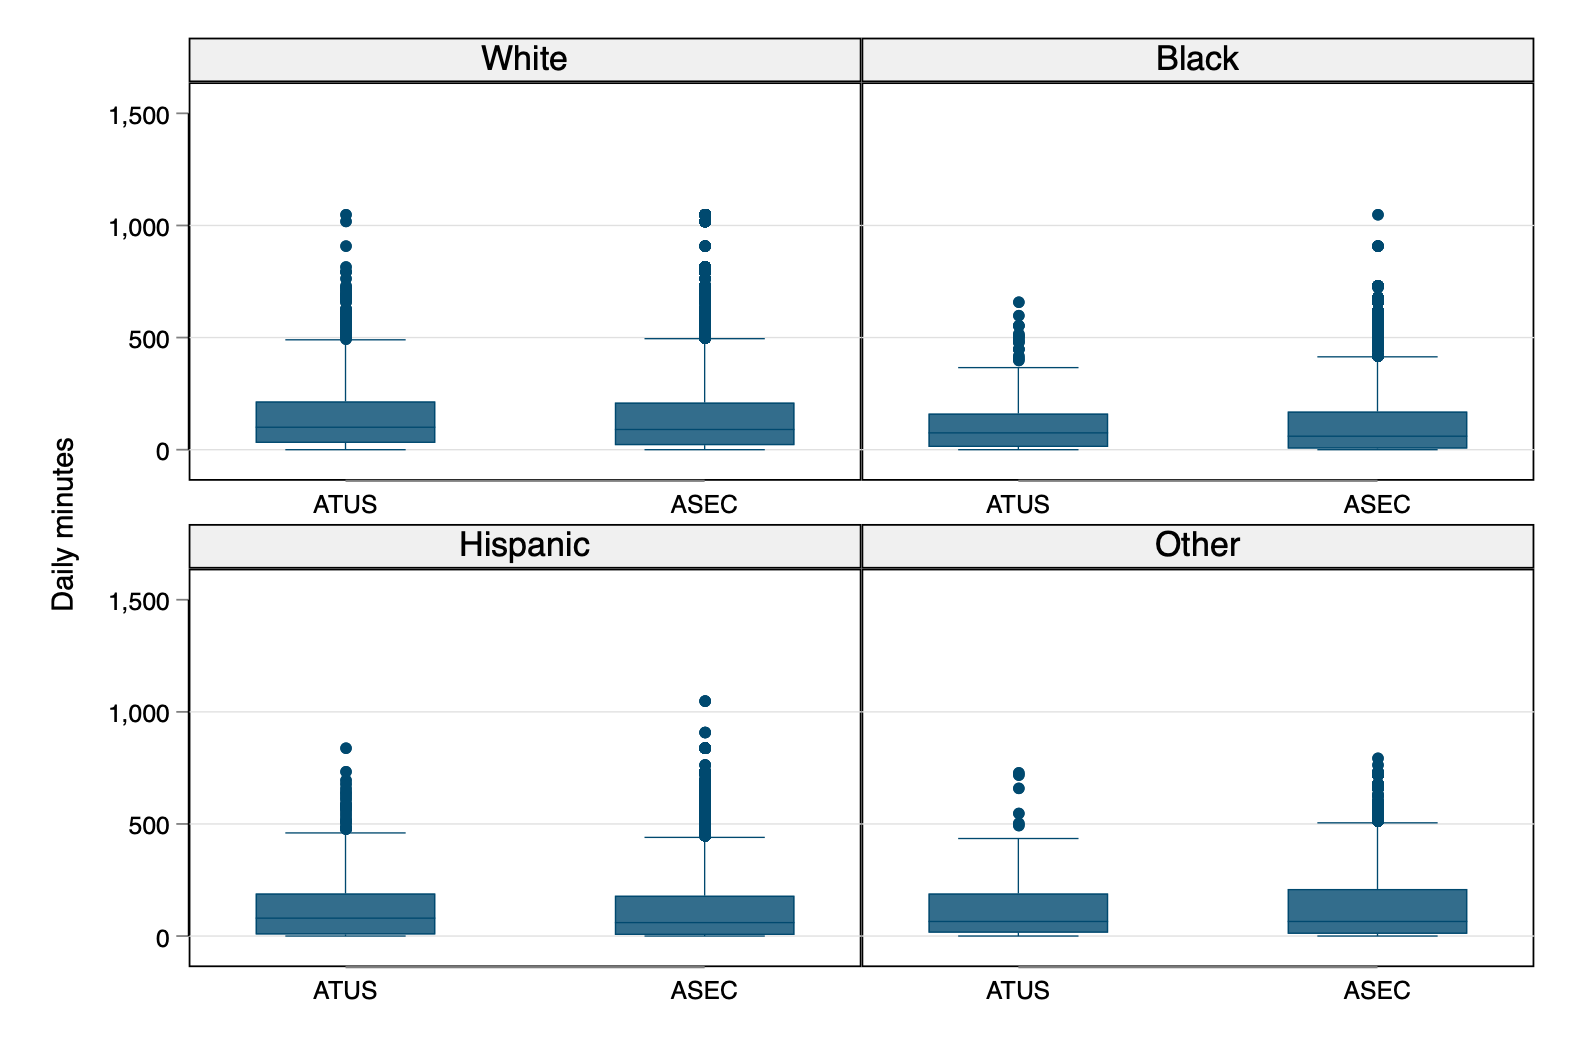 Daily minutes
White
Black
1,500
1,000
500
0
ATUS
ASEC
ATUS
ASEC
Hispanic
Other
1,500
1,000
500
0
ATUS
ASEC
ATUS
ASEC